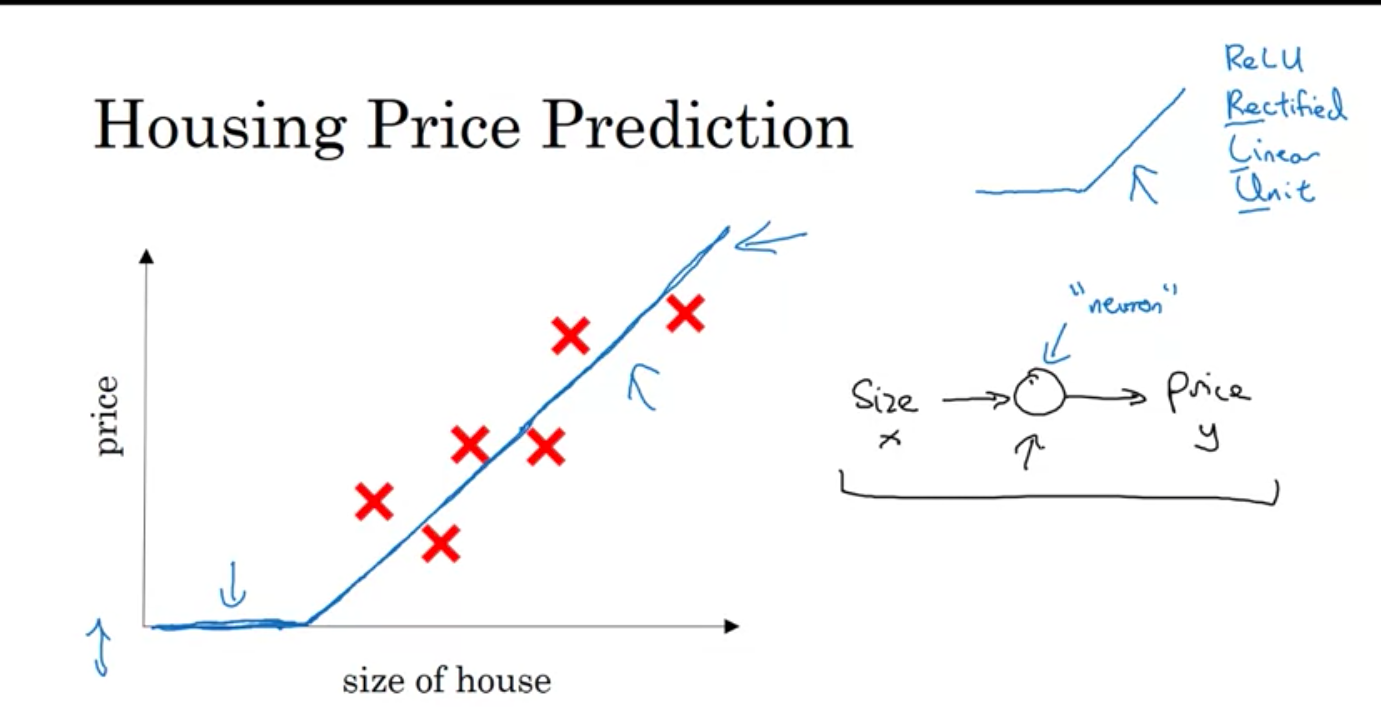 Housing Price Prediction
ReLU
Rectified
Linear
Unit
price
size of house
"neuron"
Size
x
Price
y